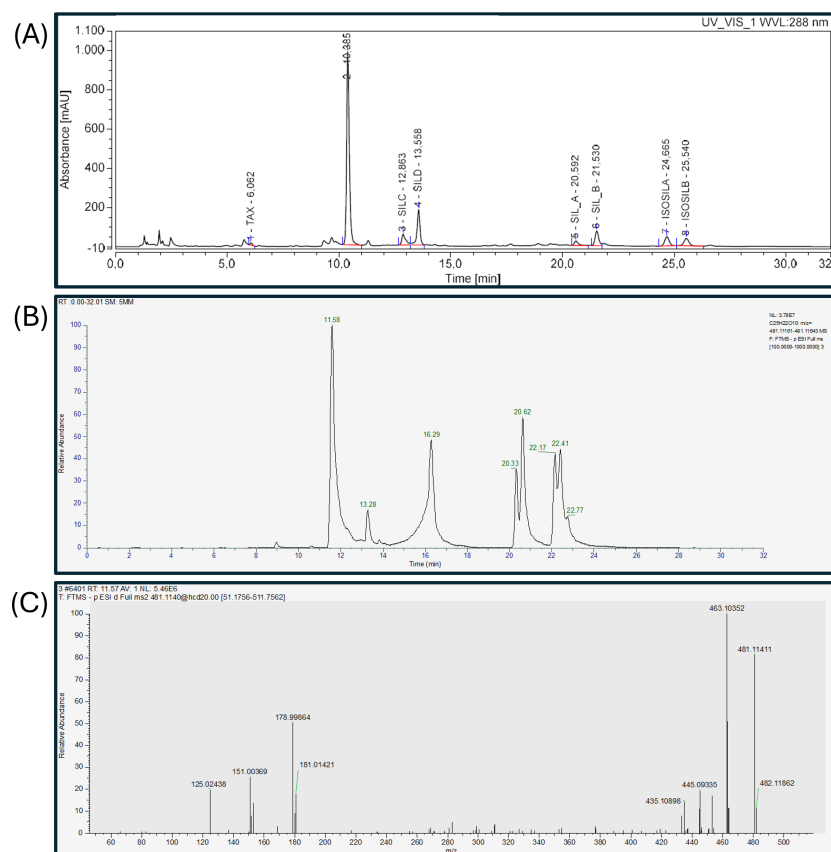 (A)
UV_VIS_1 WVL:288 nm
1.100
800
600
400
200
-10
Absorbance [mAU]
1 - TAX - 6,062
2 - 10,385
3 - SILC - 12,863
4 - SILD - 13,558
5 - SIL_A - 20,592
6 - SIL_B - 21,530
7 - ISOSILA - 24,665
8 - ISOSILB - 25,540
0.0 5.0 10.0 15.0 20.0 25.0 32.0
Time [min]
(B)
RT : 0.00-32.01 SM: 5MM
NL: 3.78E7
C25H22O10: m/z=
481.11161-481.11643 MS
F: FTMS - p ESI Full ms
[100.0000-1000.0000] 3
100
90
80
70
60
50
40
30
20
10
0
Relative Abundance
11.58
13.28
16.29
20.33
20.62
22.17
22.41
22.77
0 2 4 6 8 10 12 14 16 18 20 22 24 26 28 30 32
Time (min)
(C)
3 #6401 RT: 11.57 AV: 1 NL: 5.46E6
T: FTMS - p ESI d Full ms2 481.1140@hcd20.00 [51.1756-511.7562]
100
90
80
70
60
50
40
30
20
10
0
Relative Abundance
125.02438
151.00369
178.99864
181.01421
435.10898
445.09335
463.10352
481.11411
482.11862
60 80 100 120 140 160 180 200 220 240 260 280 300 320 340 360 380 400 420 440 460 480 500
m/z